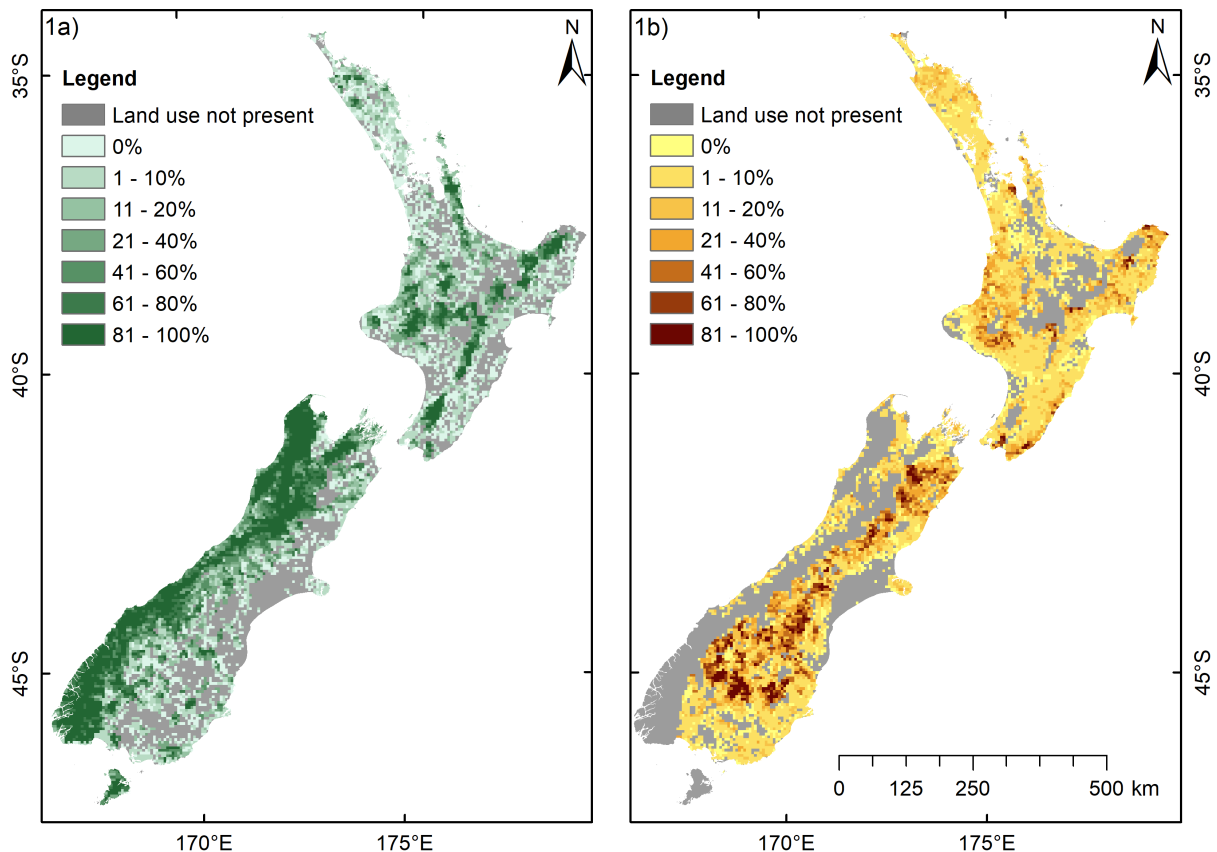 1a)
N
Legend
Land use not present
0%
1 - 10%
11 - 20%
21 - 40%
41 - 60%
61 - 80%
81 - 100%
35°S
40°S
45°S
170°E
175°E
1b)
N
Legend
Land use not present
0%
1 - 10%
11 - 20%
21 - 40%
41 - 60%
61 - 80%
81 - 100%
35°S
40°S
45°S
0 125 250 500 km
170°E
175°E